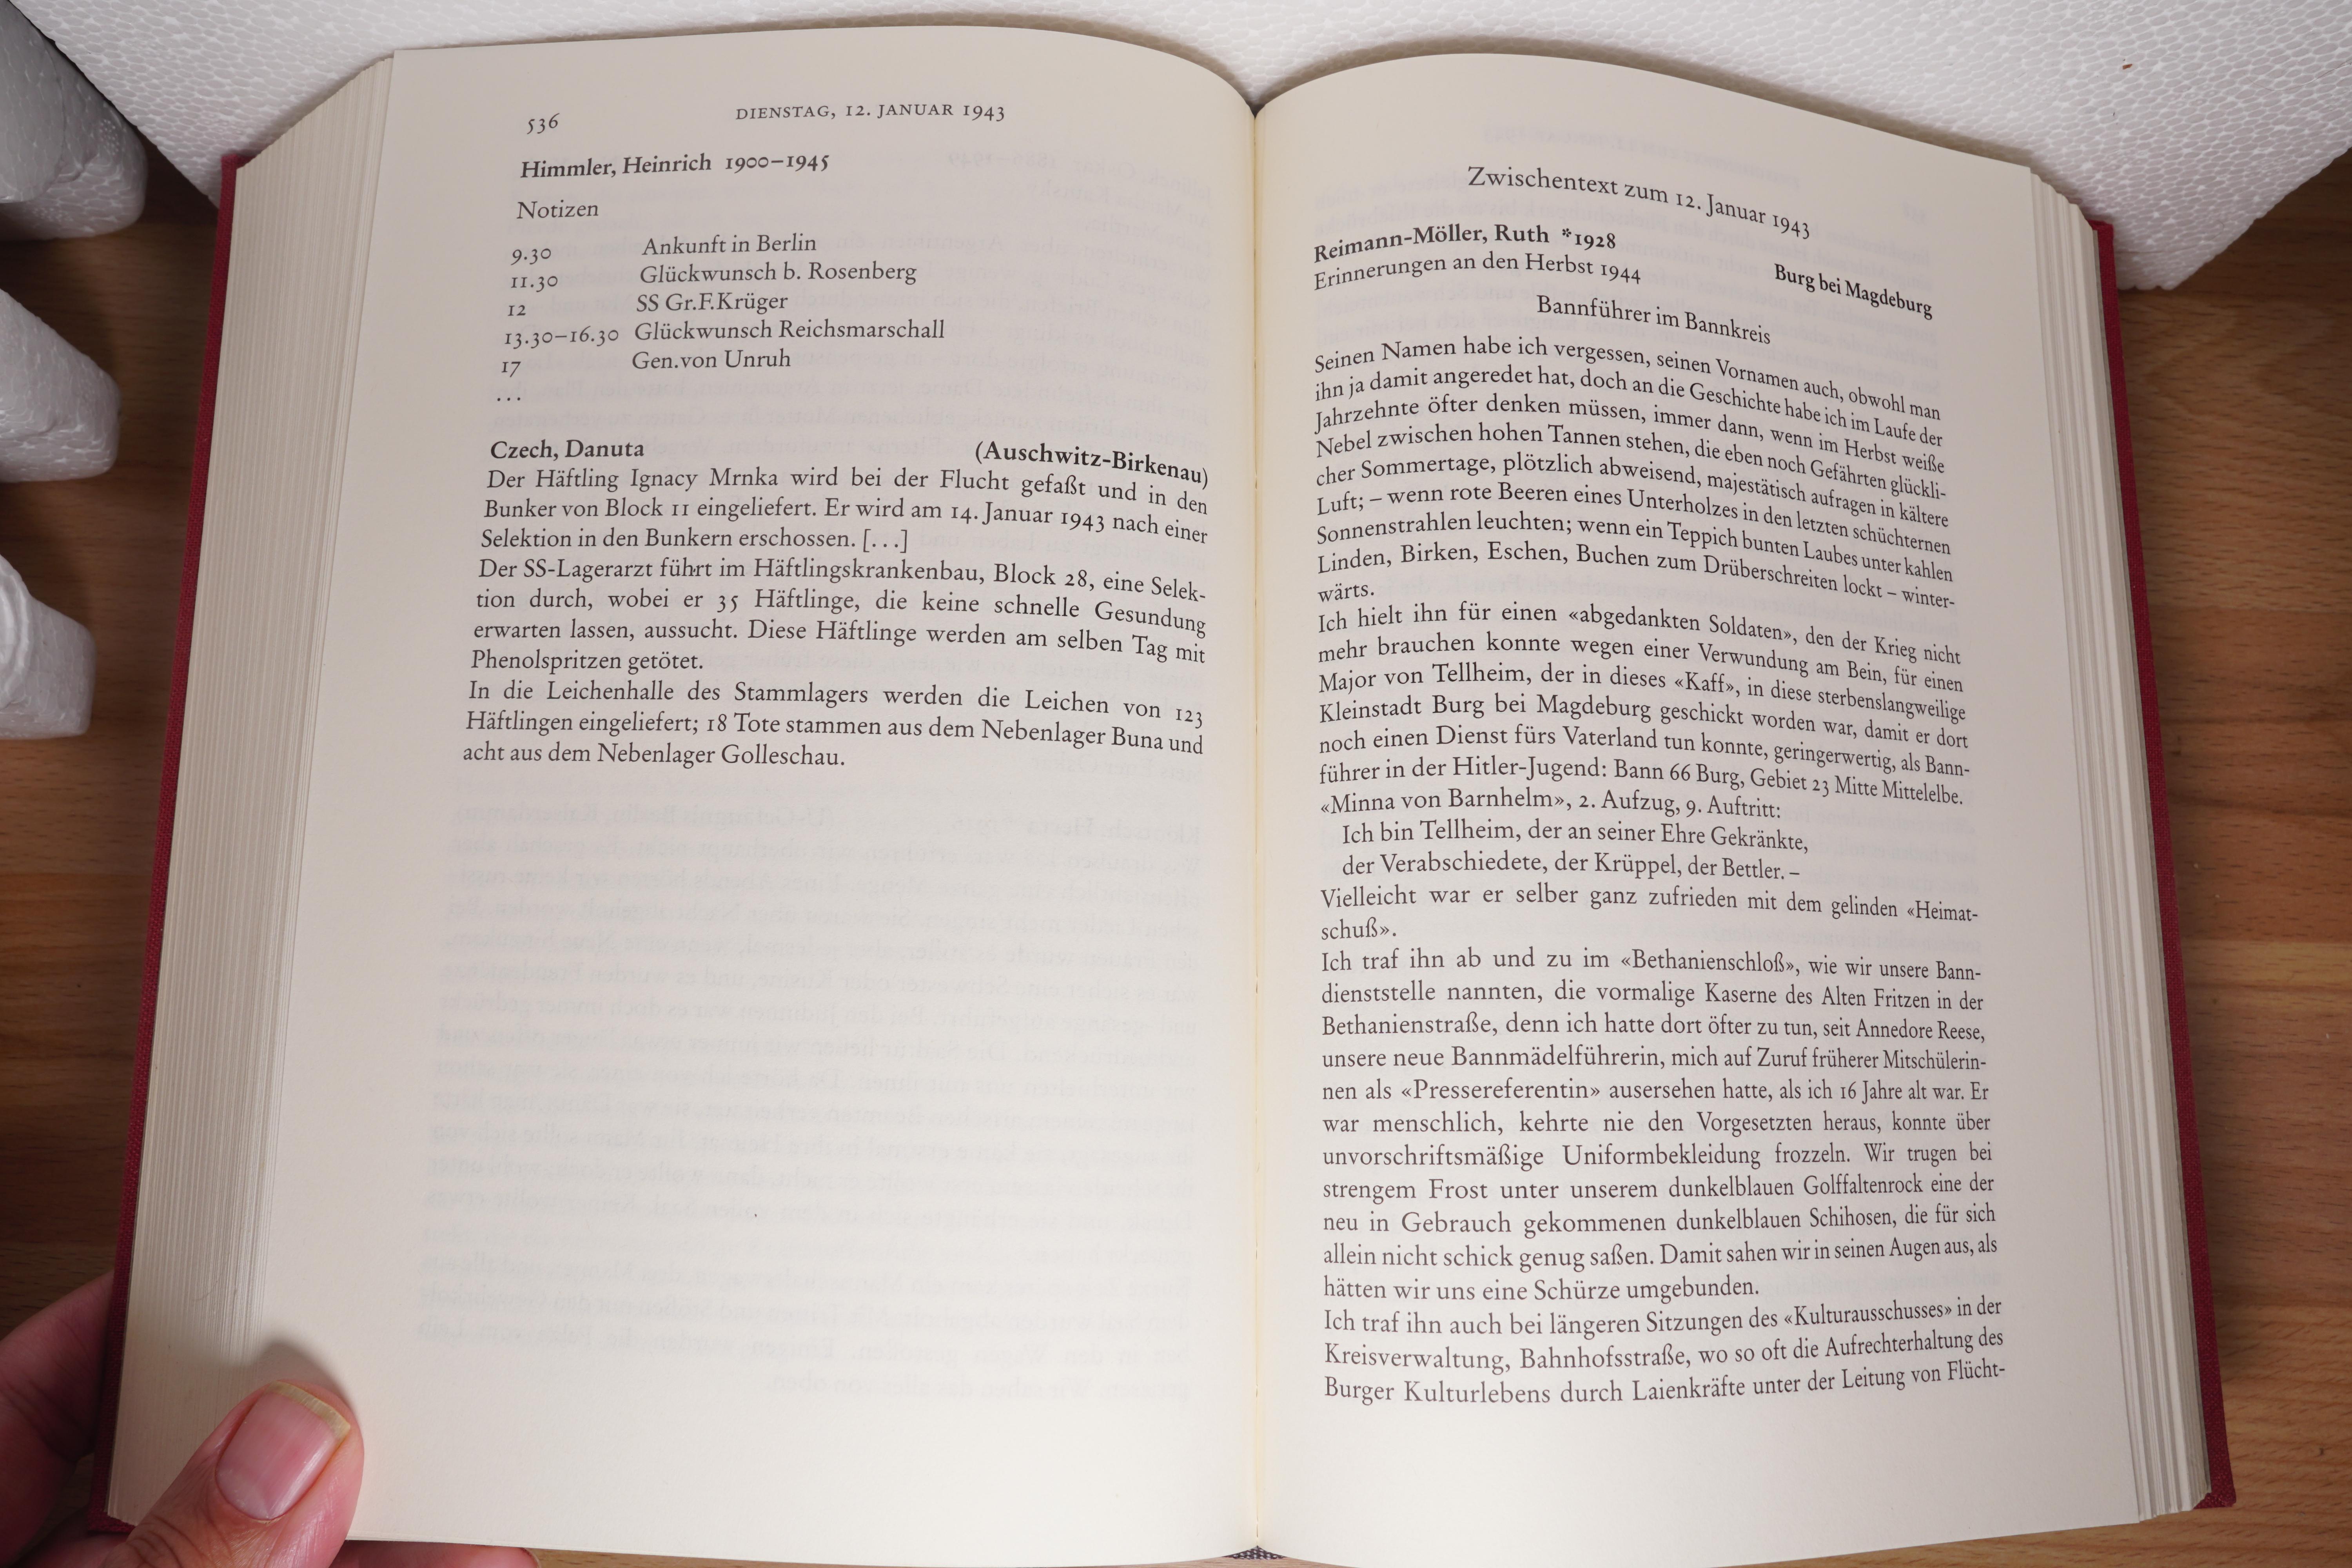 536 DIENSTAG, 12. JANUAR 1943
Himmler, Heinrich 1900–1945
Notizen
9.30 Ankunft in Berlin
11.30 Glückwunsch b. Rosenberg
12 SS Gr.F.Krüger
13.30–16.30 Glückwunsch Reichsmarschall
17 Gen.von Unruh
...
Czech, Danuta (Auschwitz-Birkenau)
Der Häftling Ignacy Mrnka wird bei der Flucht gefaßt und in den
Bunker von Block 11 eingeliefert. Er wird am 14. Januar 1943 nach einer
Selektion in den Bunkern erschossen. [...]
Der SS-Lagerarzt führt im Häftlingskrankenbau, Block 28, eine Selek-
tion durch, wobei er 35 Häftlinge, die keine schnelle Gesundung
erwarten lassen, aussucht. Diese Häftlinge werden am selben Tag mit
Phenolspritzen getötet.
In die Leichenhalle des Stammlagers werden die Leichen von 123
Häftlingen eingeliefert; 18 Tote stammen aus dem Nebenlager Buna und
acht aus dem Nebenlager Golleschau.
Zwischentext zum 12. Januar 1943
Reimann-Möller, Ruth *1928 Burg bei Magdeburg
Erinnerungen an den Herbst 1944
Bannführer im Bannkreis
Seinen Namen habe ich vergessen, seinen Vornamen auch, obwohl man
ihn ja damit angeredet hat, doch an die Geschichte habe ich im Laufe der
Jahrzehnte öfter denken müssen, immer dann, wenn im Herbst weiße
Nebel zwischen hohen Tannen stehen, die eben noch Gefährten glückli-
cher Sommertage, plötzlich abweisend, majestätisch aufragen in kältere
Luft; – wenn rote Beeren eines Unterholzes in den letzten schüchternen
Sonnenstrahlen leuchten; wenn ein Teppich bunten Laubes unter kahlen
Linden, Birken, Eschen, Buchen zum Drüberschreiten lockt – winter-
wärts.
Ich hielt ihn für einen «abgedankten Soldaten», den der Krieg nicht
mehr brauchen konnte wegen einer Verwundung am Bein, für einen
Major von Tellheim, der in dieses «Kaff», in diese sterbenslangweilige
Kleinstadt Burg bei Magdeburg geschickt worden war, damit er dort
noch einen Dienst fürs Vaterland tun konnte, geringerwertig, als Bann-
führer in der Hitler-Jugend: Bann 66 Burg, Gebiet 23 Mitte Mittelelbe.
«Minna von Barnhelm», 2. Aufzug, 9. Auftritt:
Ich bin Tellheim, der an seiner Ehre Gekränkte,
der Verabschiedete, der Krüppel, der Bettler. –
Vielleicht war er selber ganz zufrieden mit dem gelinden «Heimat-
schuß».
Ich traf ihn ab und zu im «Bethanienschloß», wie wir unsere Bann-
dienststelle nannten, die vormalige Kaserne des Alten Fritzen in der
Bethanienstraße, denn ich hatte dort öfter zu tun, seit Annedore Reese,
unsere neue Bannmädelführerin, mich auf Zuruf früherer Mitschülerin-
nen als «Pressereferentin» ausersehen hatte, als ich 16 Jahre alt war. Er
war menschlich, kehrte nie den Vorgesetzten heraus, konnte über
unvorschriftsmäßige Uniformbekleidung frozzeln. Wir trugen bei
strengem Frost unter unserem dunkelblauen Golffaltenrock eine der
neu in Gebrauch gekommenen dunkelblauen Schihosen, die für sich
allein nicht schick genug saßen. Damit sahen wir in seinen Augen aus, als
hätten wir uns eine Schürze umgebunden.
Ich traf ihn auch bei längeren Sitzungen des «Kulturausschusses» in der
Kreisverwaltung, Bahnhofsstraße, wo so oft die Aufrechterhaltung des
Burger Kulturlebens durch Laienkräfte unter der Leitung von Flücht-